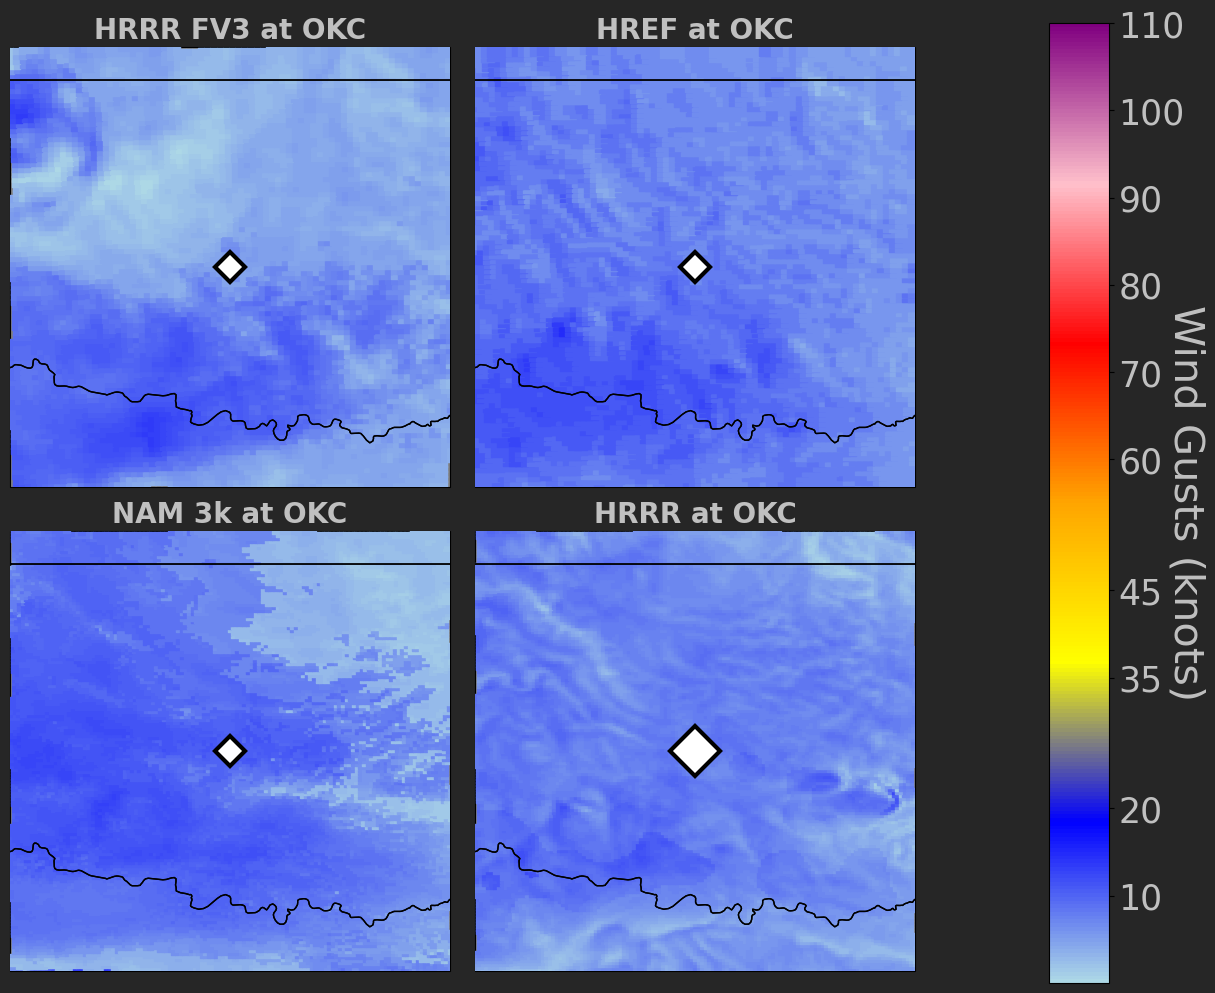 HRRR FV3 at OKC
HREF at OKC
NAM 3k at OKC
HRRR at OKC
110
100
90
80
70
60
45
35
20
10
Wind Gusts (knots)